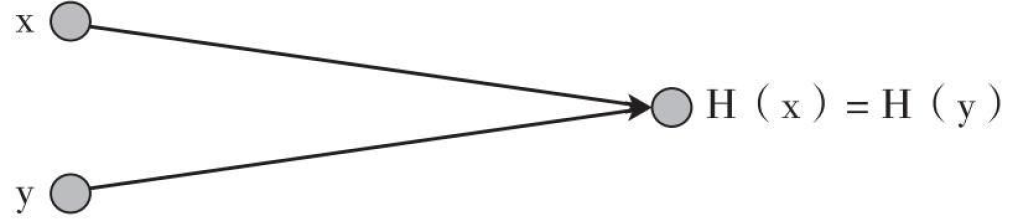 x
H（x）= H（y）
y